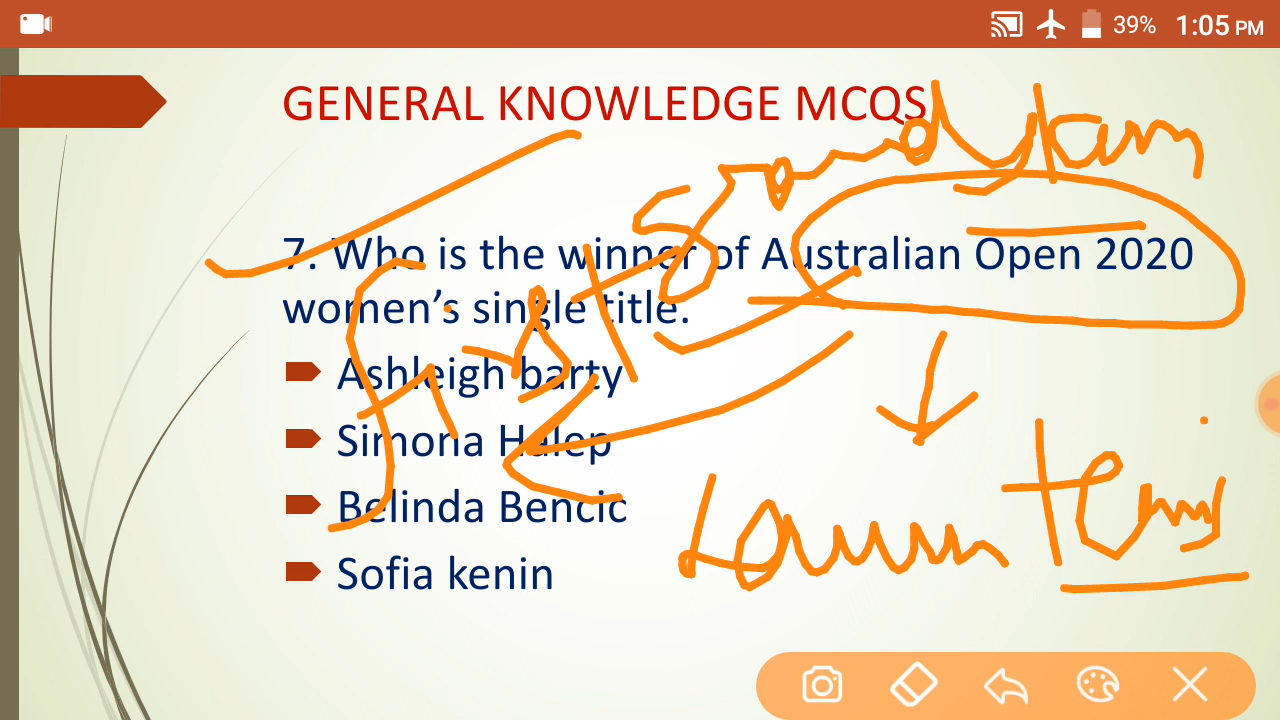 39% 1:05 PM
GENERAL KNOWLEDGE MCQS
Grand slam
7. Who is the winner of Australian Open 2020
women’s single title.
first
Ashleigh barty
Simona Halep
Belinda Bencic
Sofia kenin
Lawn tennis